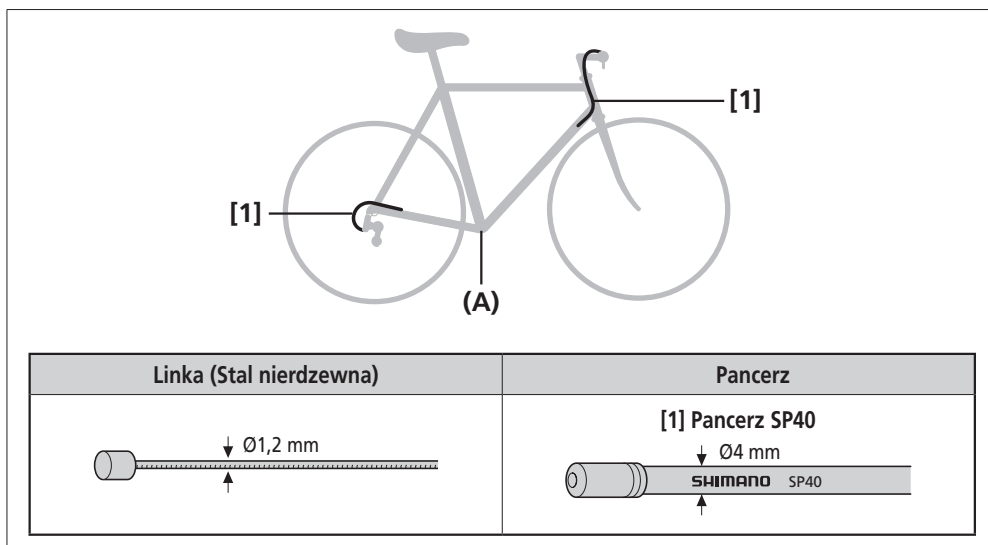 [1]
[1]
(A)
Linka (Stal nierdzewna)
Pancerz
Ø1,2 mm
[1] Pancerz SP40
Ø4 mm
SHIMANO SP40